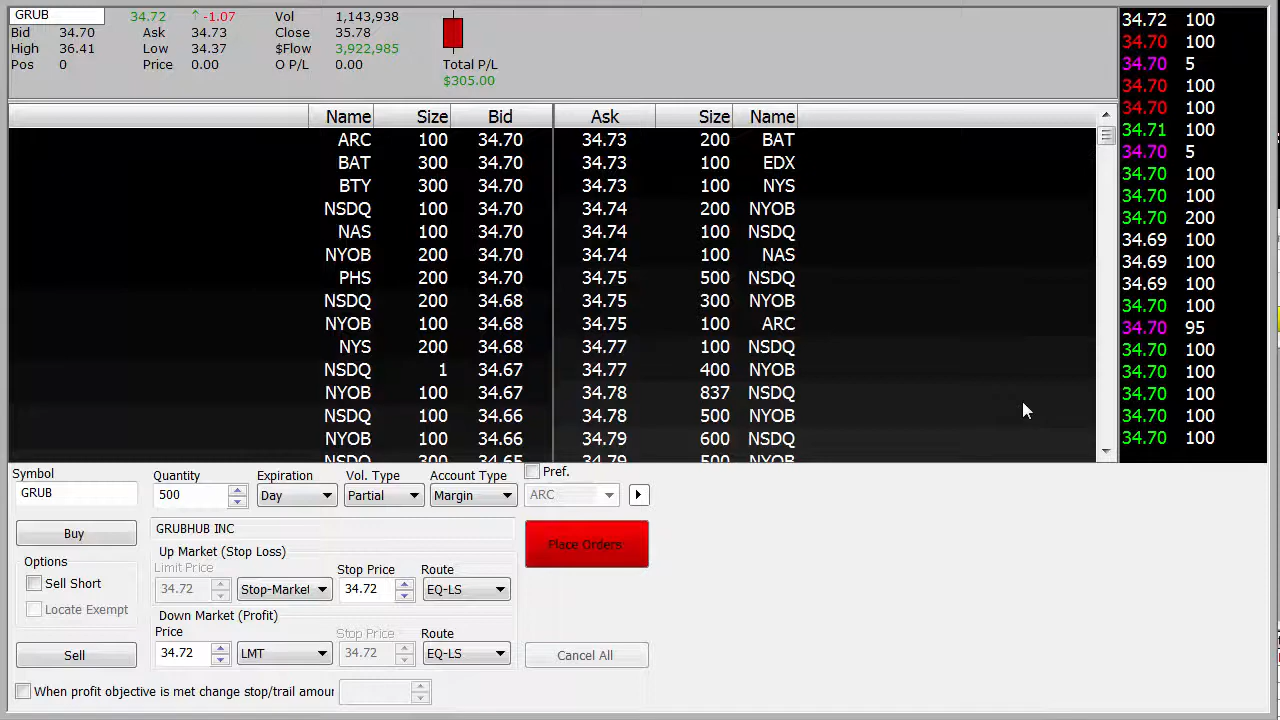 GRUB 34.72 ↑ -1.07 Vol 1,143,938
Bid 34.70 Ask 34.73 Close 35.78
High 36.41 Low 34.37 $Flow 3,922,985
Pos 0 Price 0.00 O P/L 0.00 Total P/L
$305.00
Name Size Bid Ask Size Name
ARC 100 34.70 34.73 200 BAT
BAT 300 34.70 34.73 100 EDX
BTY 300 34.70 34.73 100 NYS
NSDQ 100 34.70 34.74 200 NYOB
NAS 100 34.70 34.74 100 NSDQ
NYOB 200 34.70 34.74 100 NAS
PHS 200 34.70 34.75 500 NSDQ
NSDQ 200 34.68 34.75 300 NYOB
NYOB 100 34.68 34.75 100 ARC
NYS 200 34.68 34.77 100 NSDQ
NSDQ 1 34.67 34.77 400 NYOB
NYOB 100 34.67 34.78 837 NSDQ
NSDQ 100 34.66 34.78 500 NYOB
NYOB 100 34.66 34.79 600 NSDQ
NSDQ 300 34.65 34.79 500 NYOB
34.72 100
34.70 100
34.70 5
34.70 100
34.70 100
34.71 100
34.70 5
34.70 100
34.70 100
34.70 200
34.69 100
34.69 100
34.69 100
34.70 100
34.70 95
34.70 100
34.70 100
34.70 100
34.70 100
34.70 100
Symbol Quantity Expiration Vol. Type Account Type Pref.
GRUB 500 Day Partial Margin ARC
Buy GRUBHUB INC Place Orders
Options Up Market (Stop Loss)
Limit Price Stop Price Route
Sell Short 34.72 Stop-Market 34.72 EQ-LS
Locate Exempt Down Market (Profit)
Price Stop Price Route
Sell 34.72 LMT 34.72 EQ-LS Cancel All
When profit objective is met change stop/trail amour